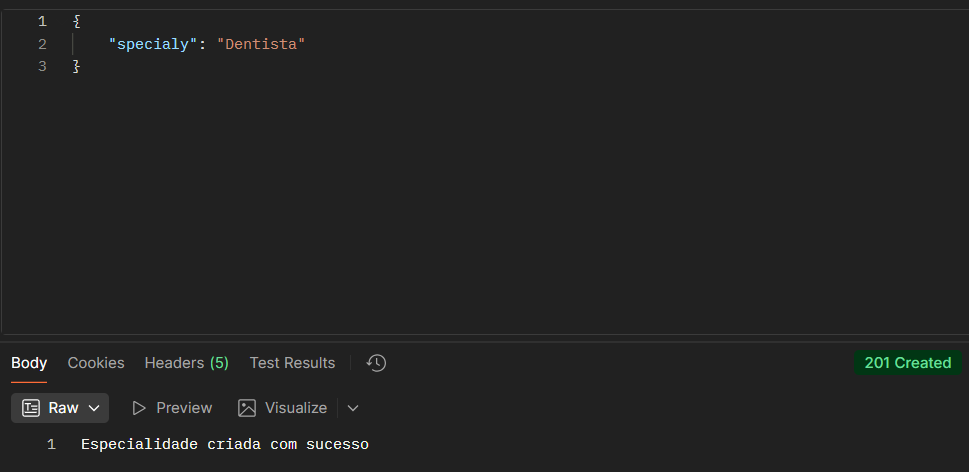 1 {
2 "specialy": "Dentista"
3 }
Body Cookies Headers (5) Test Results 201 Created
Raw Preview Visualize
1 Especialidade criada com sucesso